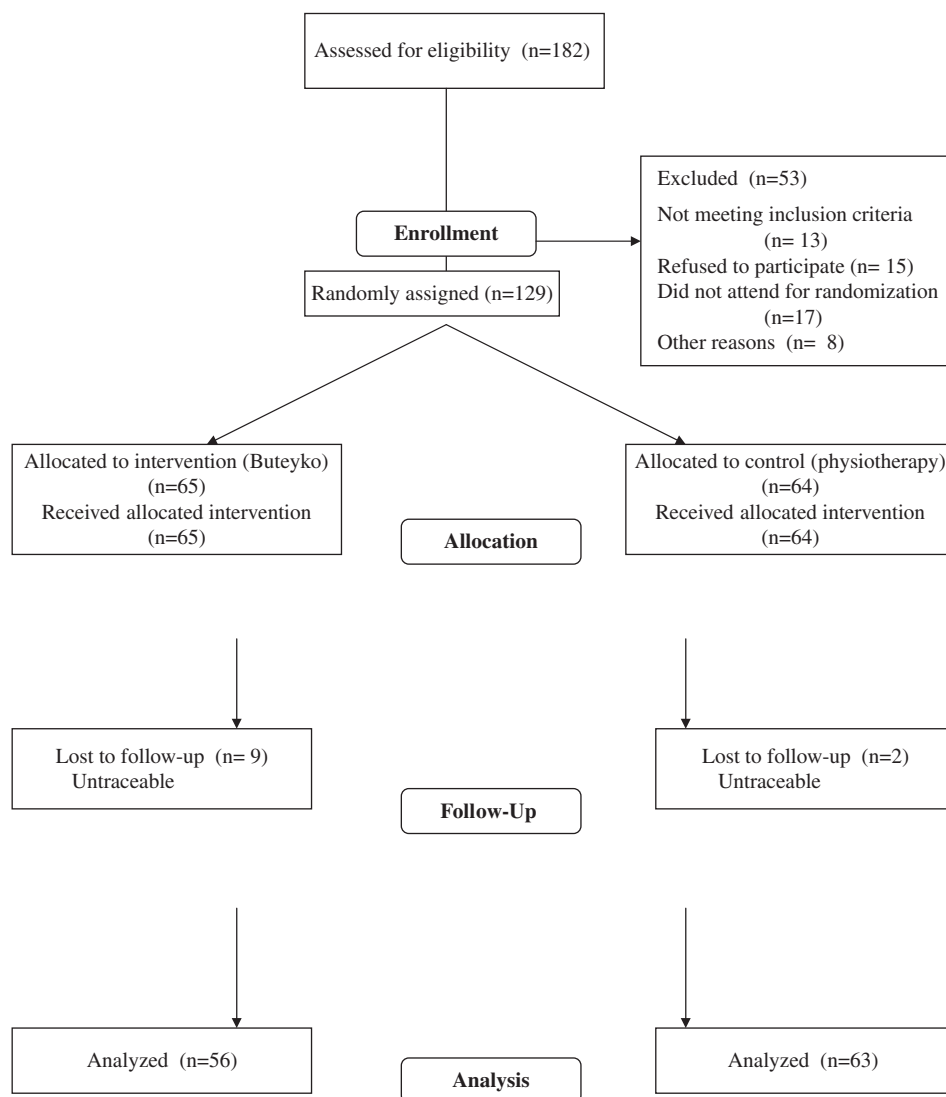 Assessed for eligibility (n=182)
Excluded (n=53)
Not meeting inclusion criteria
(n= 13)
Refused to participate (n= 15)
Did not attend for randomization
(n=17)
Other reasons (n= 8)
Enrollment
Randomly assigned (n=129)
Allocated to intervention (Buteyko)
(n=65)
Received allocated intervention
(n=65)
Allocated to control (physiotherapy)
(n=64)
Received allocated intervention
(n=64)
Allocation
Lost to follow-up (n= 9)
Untraceable
Lost to follow-up (n=2)
Untraceable
Follow-Up
Analyzed (n=56)
Analyzed (n=63)
Analysis